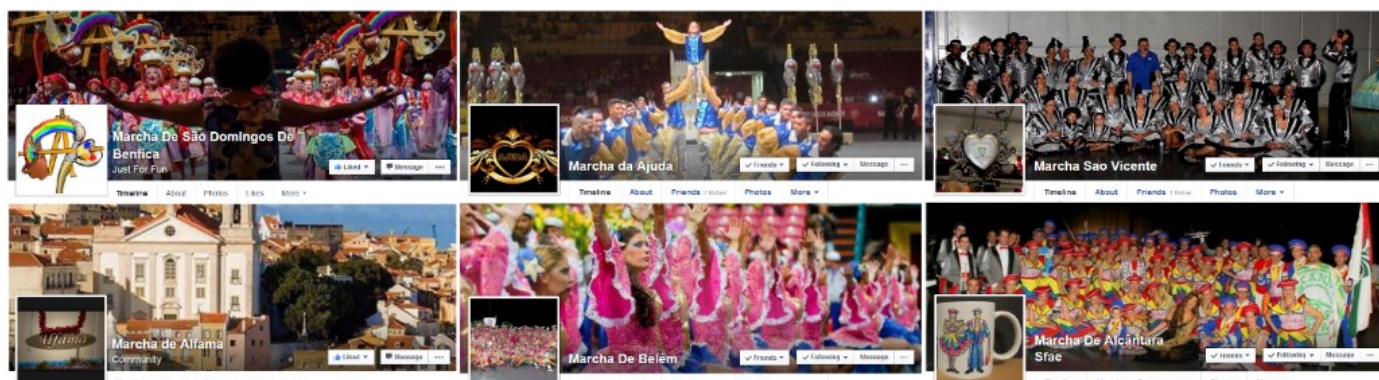 Marcha De São Domingos De
Benfica
Just For Fun
Liked
Message
Timeline About Photos Likes More
AJUDA
Marcha da Ajuda
Friends Following Message
Timeline About Friends Photos More
Marcha Sao Vicente
Friends Following Message
Timeline About Friends Photos More
Alfama
Marcha de Alfama
Community
Liked
Message
Marcha De Belém
Friends Following Message
Marcha De Alcântara
Sfae
Friends Following Message